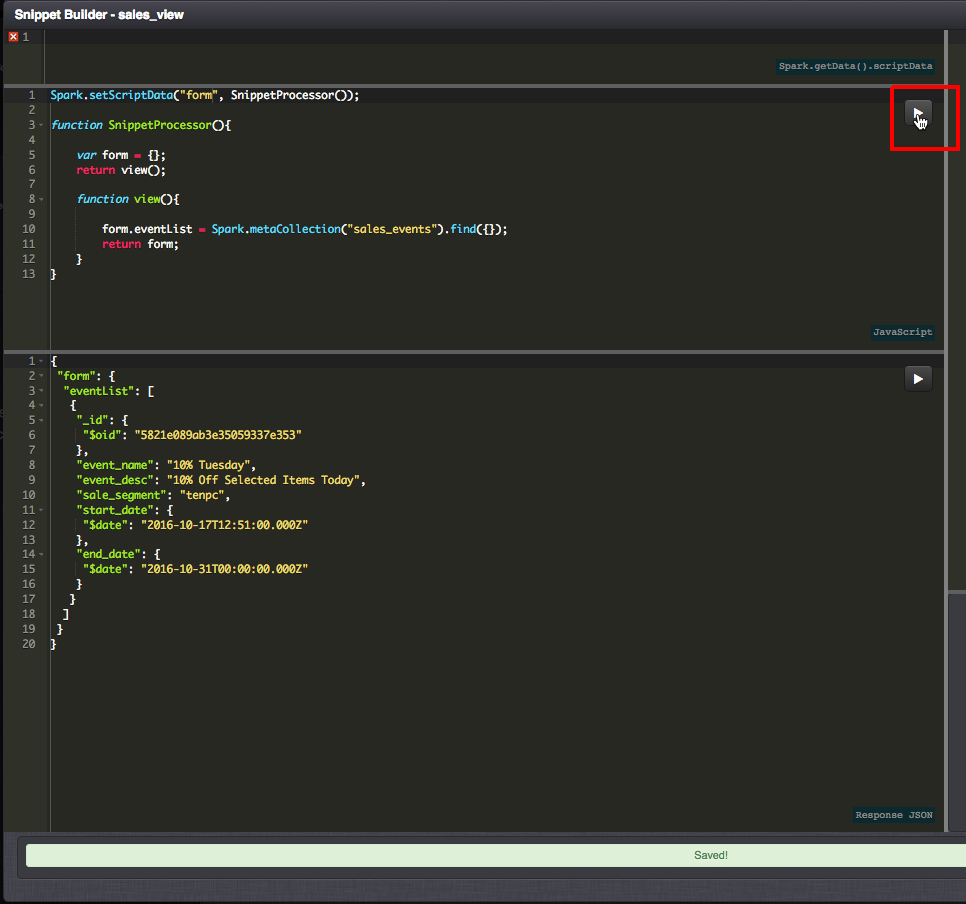 Snippet Builder - sales_view
1
Spark.getData().scriptData
1 Spark.setScriptData("form", SnippetProcessor());
2
3 function SnippetProcessor(){
4
5 var form = {};
6 return view();
7
8 function view(){
9
10 form.eventList = Spark.metaCollection("sales_events").find({});
11 return form;
12 }
13 }
JavaScript
1 {
2 "form": {
3 "eventList": [
4 {
5 "_id": {
6 "$oid": "5821e089ab3e35059337e353"
7 },
8 "event_name": "10% Tuesday",
9 "event_desc": "10% Off Selected Items Today",
10 "sale_segment": "tenpc",
11 "start_date": {
12 "$date": "2016-10-17T12:51:00.000Z"
13 },
14 "end_date": {
15 "$date": "2016-10-31T00:00:00.000Z"
16 }
17 }
18 ]
19 }
20 }
Response JSON
Saved!